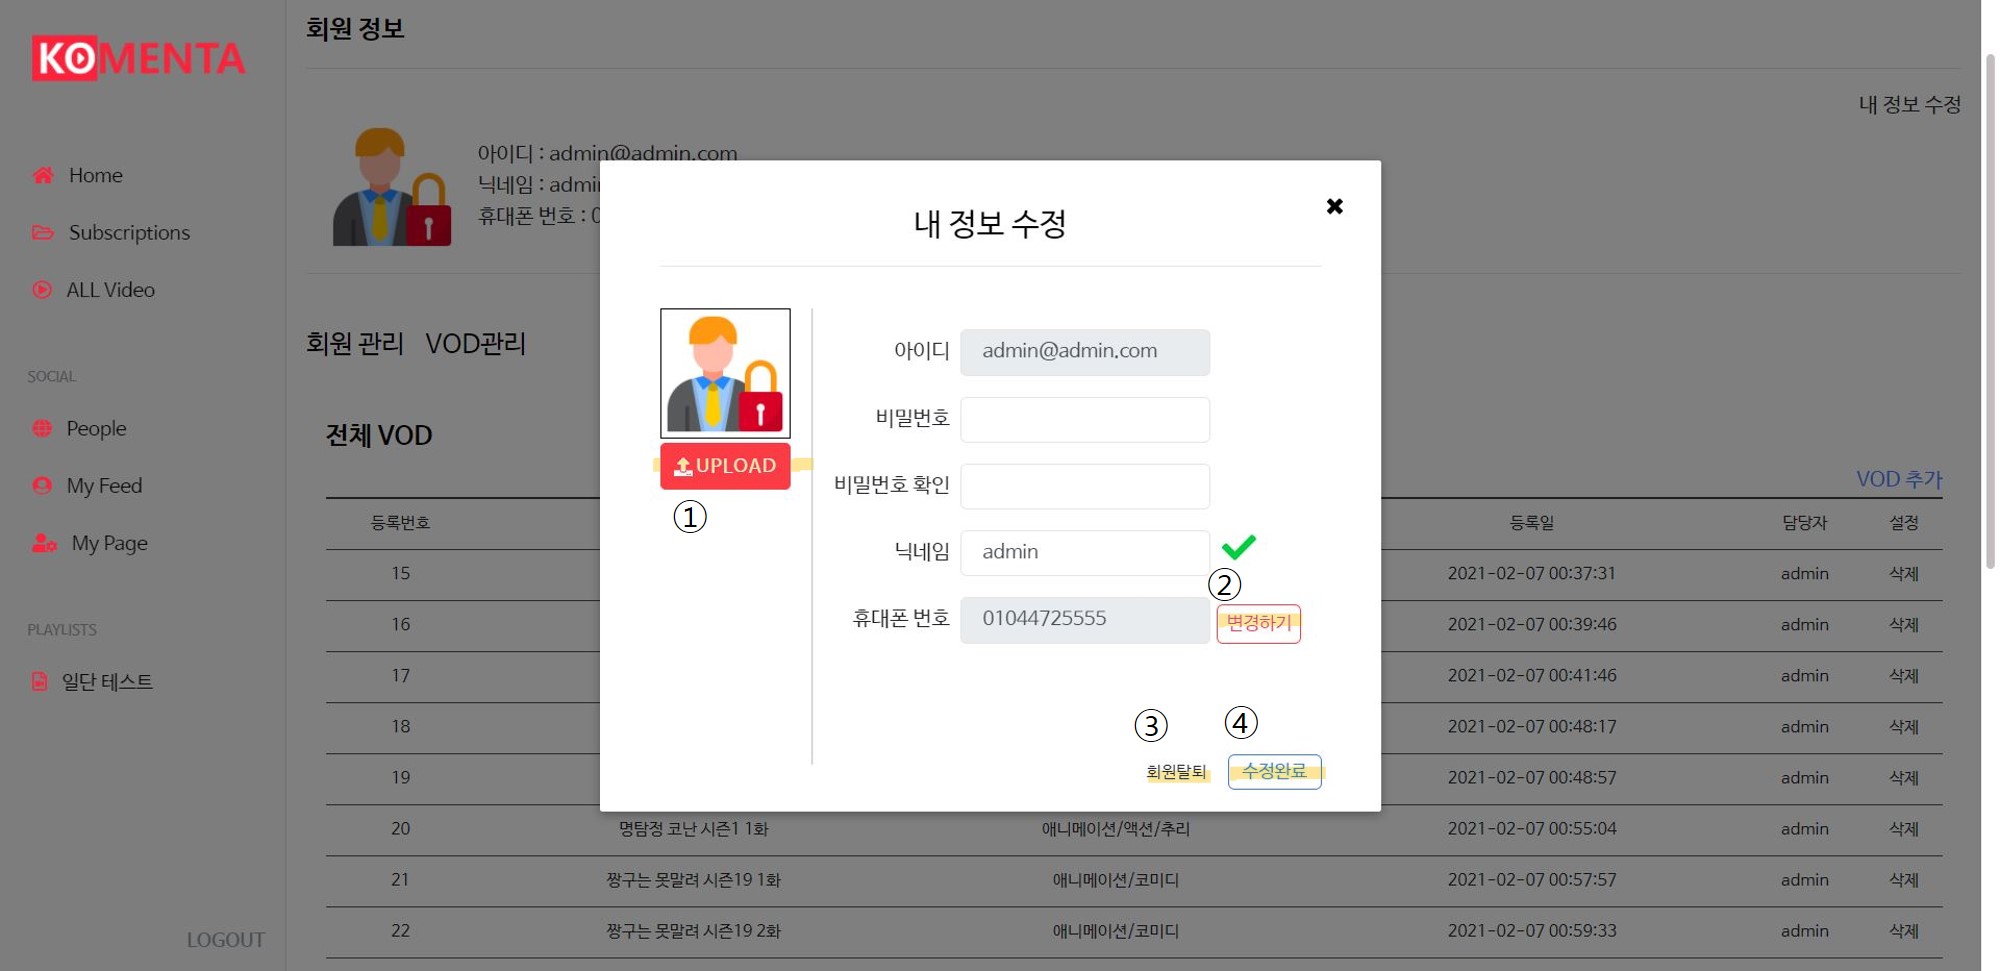 KOMENTA
Home
Subscriptions
ALL Video
SOCIAL
People
My Feed
My Page
PLAYLISTS
일단 테스트
LOGOUT
회원 정보
내 정보 수정
아이디 : admin@admin.com
닉네임 :
휴대폰 번호 :
회원 관리 VOD관리
전체 VOD
VOD 추가
등록번호 등록일 담당자 설정
15 2021-02-07 00:37:31 admin 삭제
16 2021-02-07 00:39:46 admin 삭제
17 2021-02-07 00:41:46 admin 삭제
18 2021-02-07 00:48:17 admin 삭제
19 2021-02-07 00:48:57 admin 삭제
20 명탐정 코난 시즌1 1화 애니메이션/액션/추리 2021-02-07 00:55:04 admin 삭제
21 짱구는 못말려 시즌19 1화 애니메이션/코미디 2021-02-07 00:57:57 admin 삭제
22 짱구는 못말려 시즌19 2화 애니메이션/코미디 2021-02-07 00:59:33 admin 삭제
내 정보 수정
UPLOAD
①
아이디 admin@admin.com
비밀번호
비밀번호 확인
닉네임 admin
②
휴대폰 번호 01044725555 변경하기
③ ④
회원탈퇴 수정완료